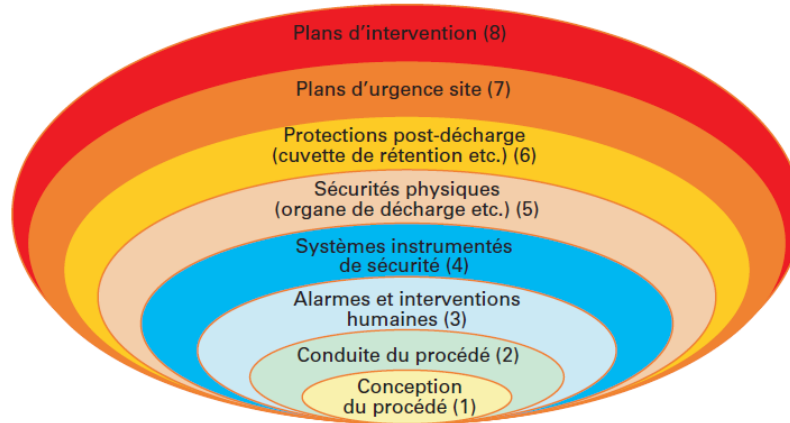 Plans d'intervention (8)
Plans d'urgence site (7)
Protections post-décharge
(cuvette de rétention etc.) (6)
Sécurités physiques
(organe de décharge etc.) (5)
Systèmes instrumentés
de sécurité (4)
Alarmes et interventions
humaines (3)
Conduite du procédé (2)
Conception
du procédé (1)